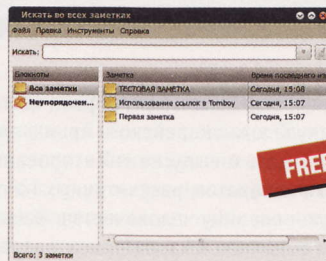 Искать во всех заметках
Файл Правка Инструменты Справка
Искать:
Блокноты
Заметка
Время последнего из
Все заметки
Неупорядочен...
ТЕСТОВАЯ ЗАМЕТКА
Сегодня, 15:08
Использование ссылок в Tomboy
Сегодня, 15:07
Первая заметка
Сегодня, 15:07
FREE
Всего: 3 заметки